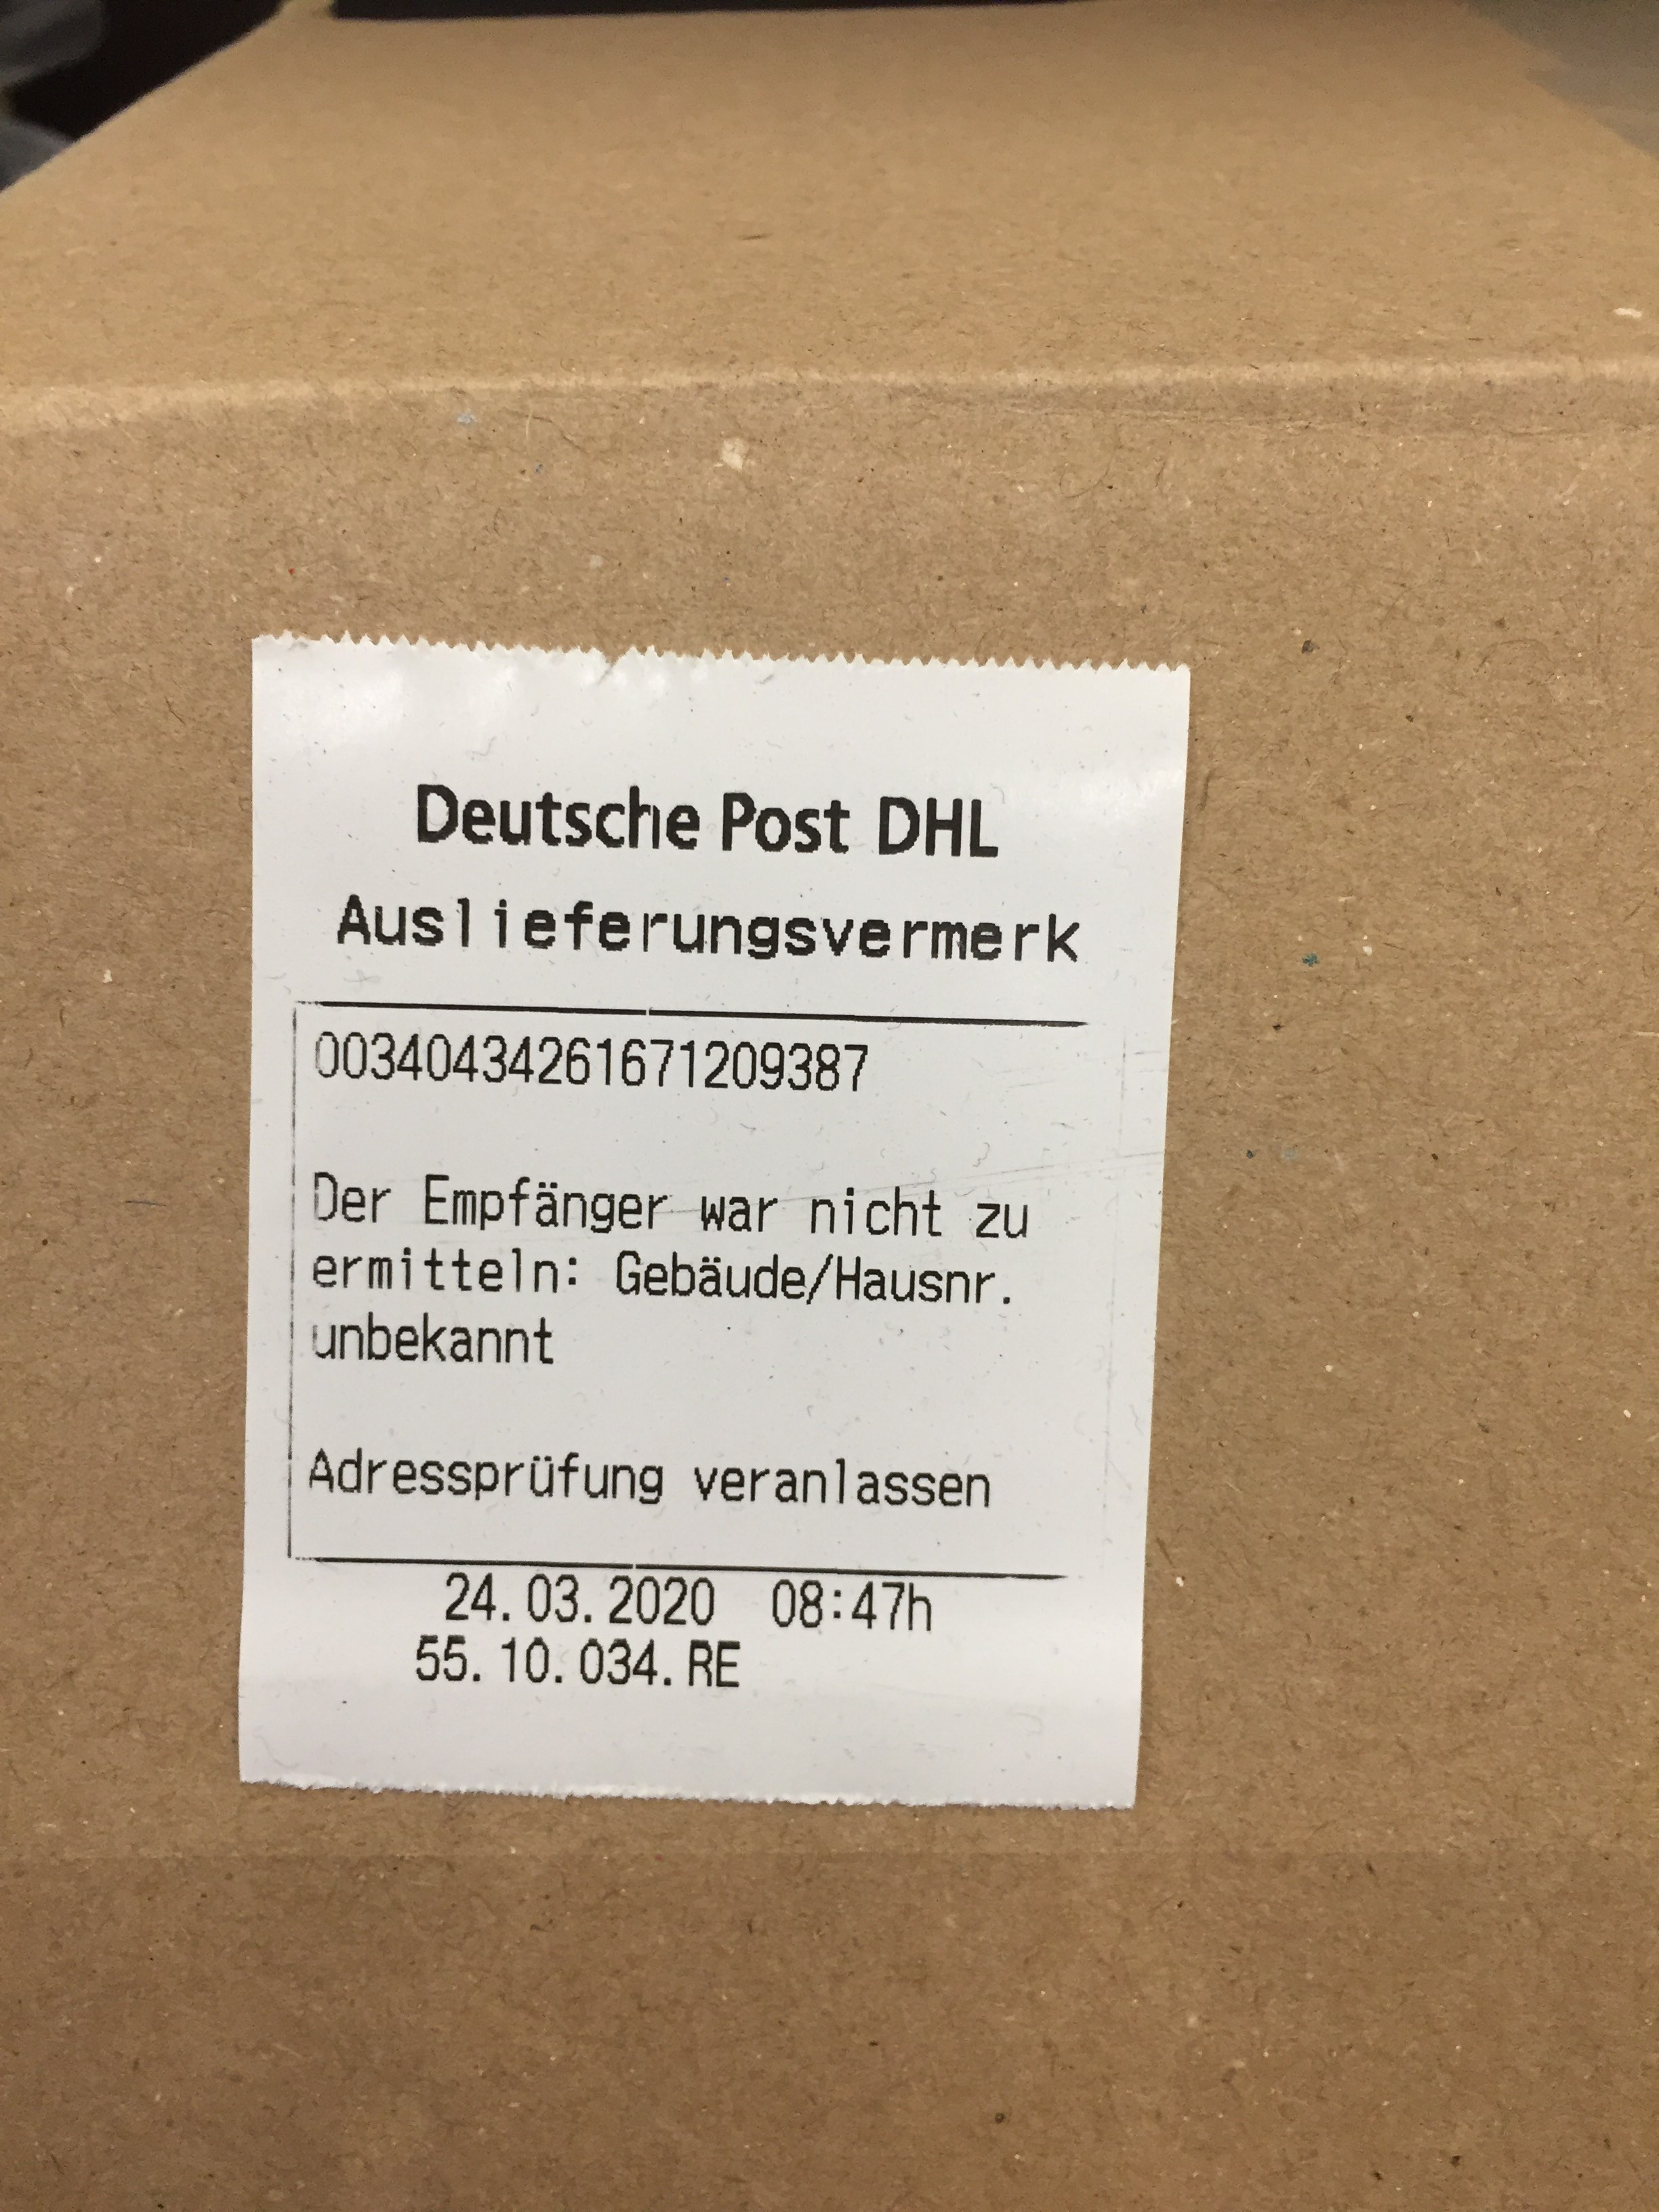 Deutsche Post DHL
Auslieferungsvermerk
00340434261671209387
Der Empfänger war nicht zu
ermitteln: Gebäude/Hausnr.
unbekannt
Adressprüfung veranlassen
24.03.2020 08:47h
55.10.034.RE